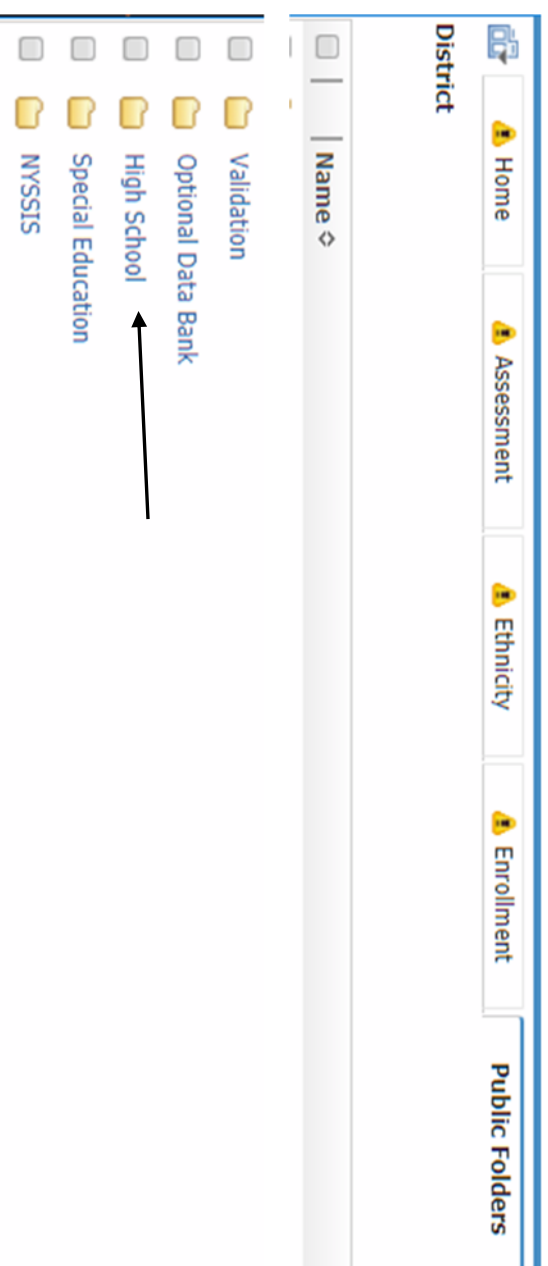 Home Assessment Ethnicity Enrollment Public Folders
District
Name
Validation
Optional Data Bank
High School
Special Education
NYSSIS